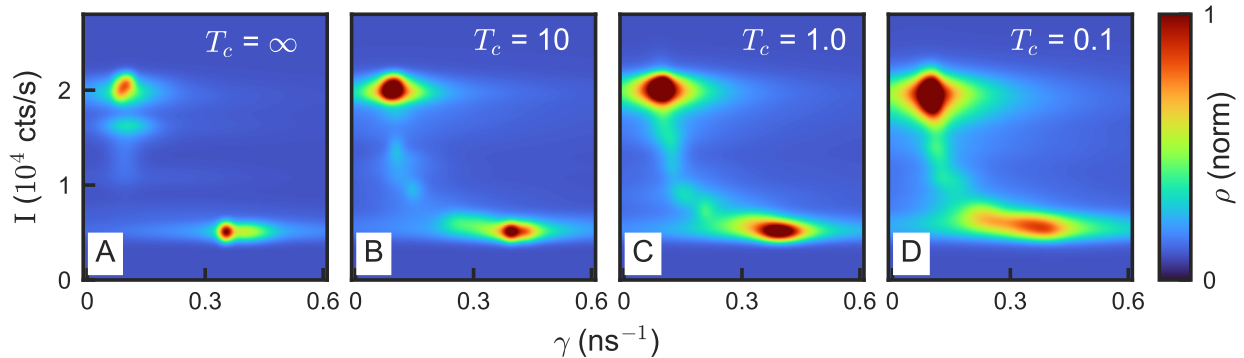 T_c = ∞
T_c = 10
T_c = 1.0
T_c = 0.1
I (10⁴ cts/s)
2
1
0
A
B
C
D
0 0.3 0.6
0 0.3 0.6
0 0.3 0.6
0 0.3 0.6
γ (ns⁻¹)
1
0
ρ (norm)